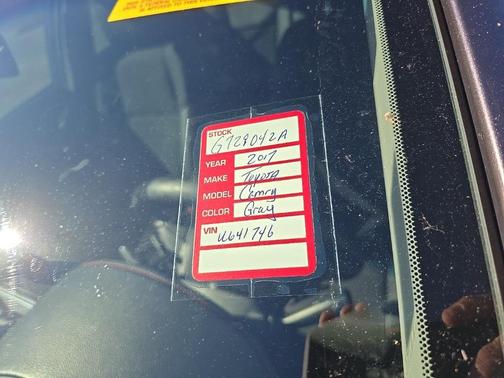 STOCK
G729042A
YEAR 2017
MAKE Toyota
MODEL Camry
COLOR Gray
VIN U641746